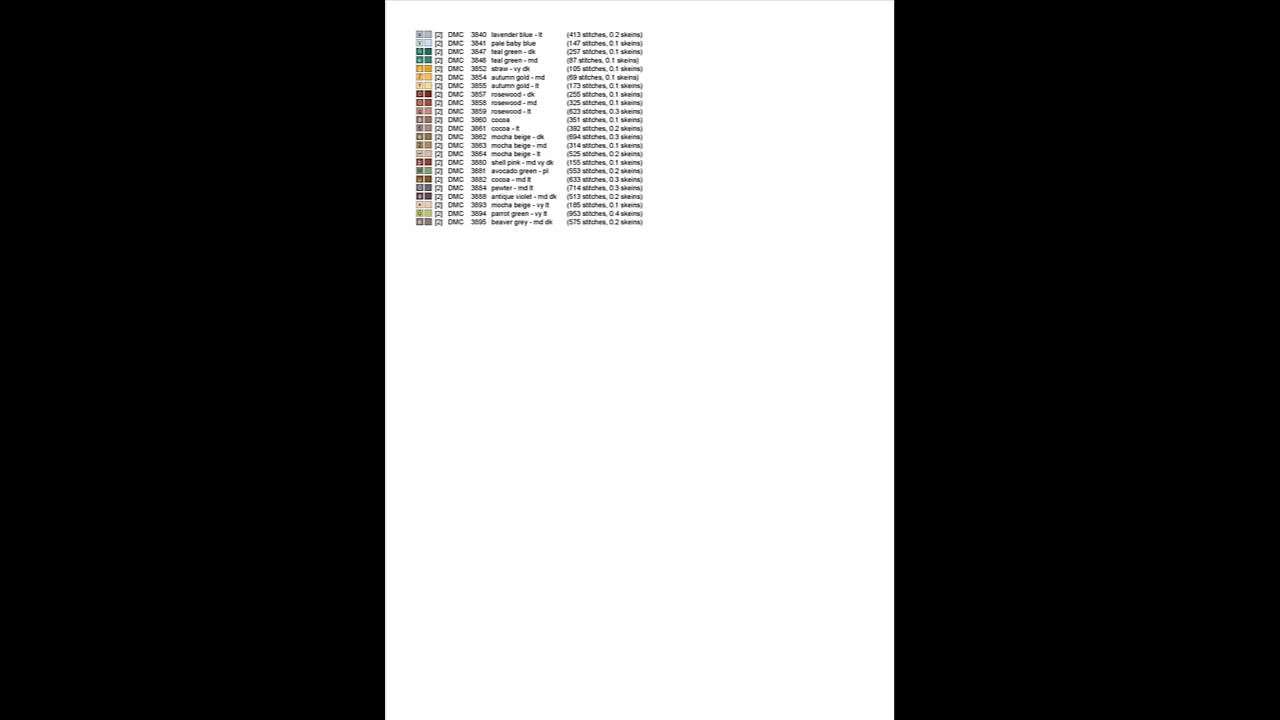 [2] DMC 3840 lavender blue - lt (413 stitches, 0.2 skeins)
[2] DMC 3841 pale baby blue (147 stitches, 0.1 skeins)
[2] DMC 3847 teal green - dk (257 stitches, 0.1 skeins)
[2] DMC 3848 teal green - md (87 stitches, 0.1 skeins)
[2] DMC 3852 straw - vy dk (105 stitches, 0.1 skeins)
[2] DMC 3854 autumn gold - md (69 stitches, 0.1 skeins)
[2] DMC 3855 autumn gold - lt (173 stitches, 0.1 skeins)
[2] DMC 3857 rosewood - dk (255 stitches, 0.1 skeins)
[2] DMC 3858 rosewood - md (325 stitches, 0.1 skeins)
[2] DMC 3859 rosewood - lt (623 stitches, 0.3 skeins)
[2] DMC 3860 cocoa (351 stitches, 0.1 skeins)
[2] DMC 3861 cocoa - lt (392 stitches, 0.2 skeins)
[2] DMC 3862 mocha beige - dk (694 stitches, 0.3 skeins)
[2] DMC 3863 mocha beige - md (314 stitches, 0.1 skeins)
[2] DMC 3864 mocha beige - lt (525 stitches, 0.2 skeins)
[2] DMC 3880 shell pink - md vy dk (155 stitches, 0.1 skeins)
[2] DMC 3881 avocado green - pl (553 stitches, 0.2 skeins)
[2] DMC 3882 cocoa - md lt (633 stitches, 0.3 skeins)
[2] DMC 3884 pewter - md lt (714 stitches, 0.3 skeins)
[2] DMC 3888 antique violet - md dk (513 stitches, 0.2 skeins)
[2] DMC 3893 mocha beige - vy lt (185 stitches, 0.1 skeins)
[2] DMC 3894 parrot green - vy lt (953 stitches, 0.4 skeins)
[2] DMC 3895 beaver grey - md dk (575 stitches, 0.2 skeins)